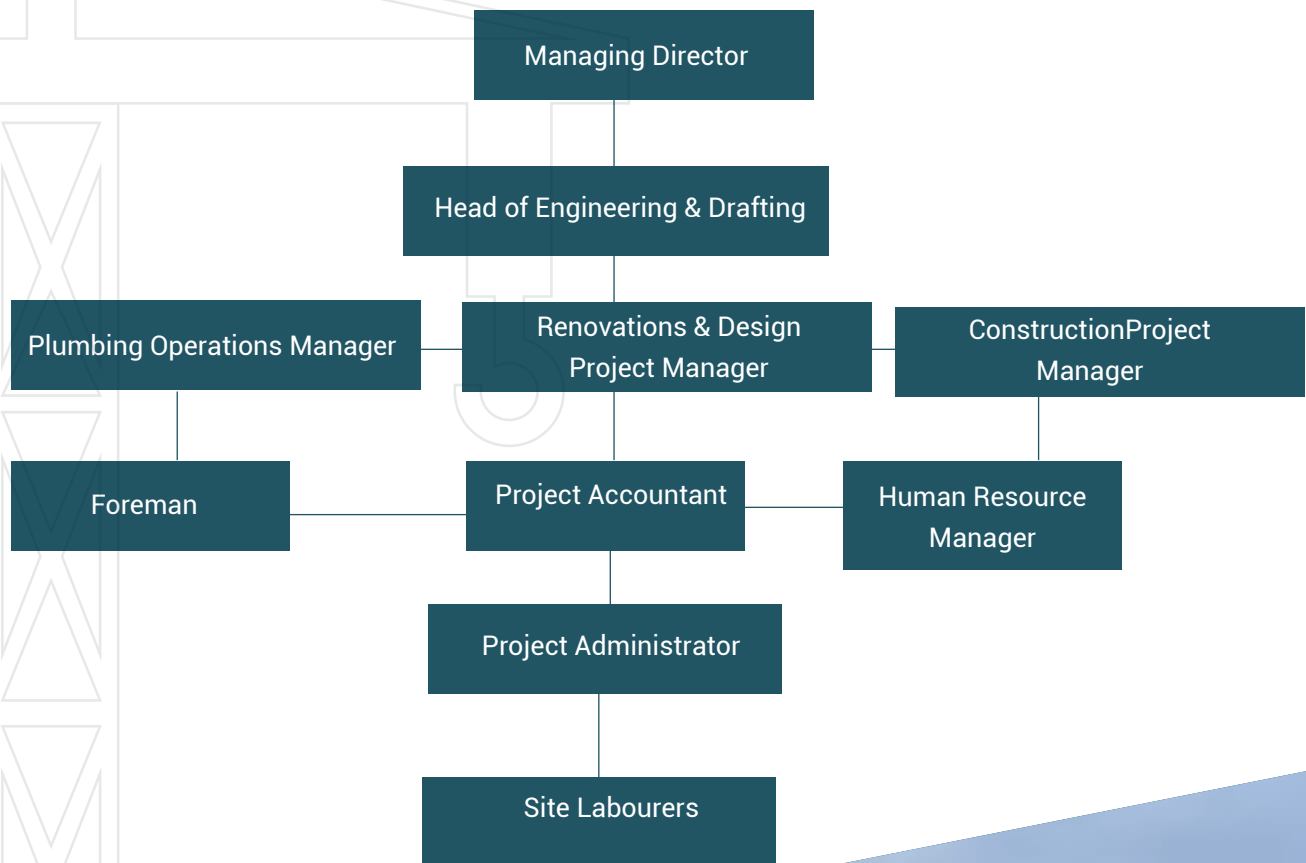 Managing Director
Head of Engineering & Drafting
Plumbing Operations Manager
Renovations & Design
Project Manager
ConstructionProject
Manager
Foreman
Project Accountant
Human Resource
Manager
Project Administrator
Site Labourers